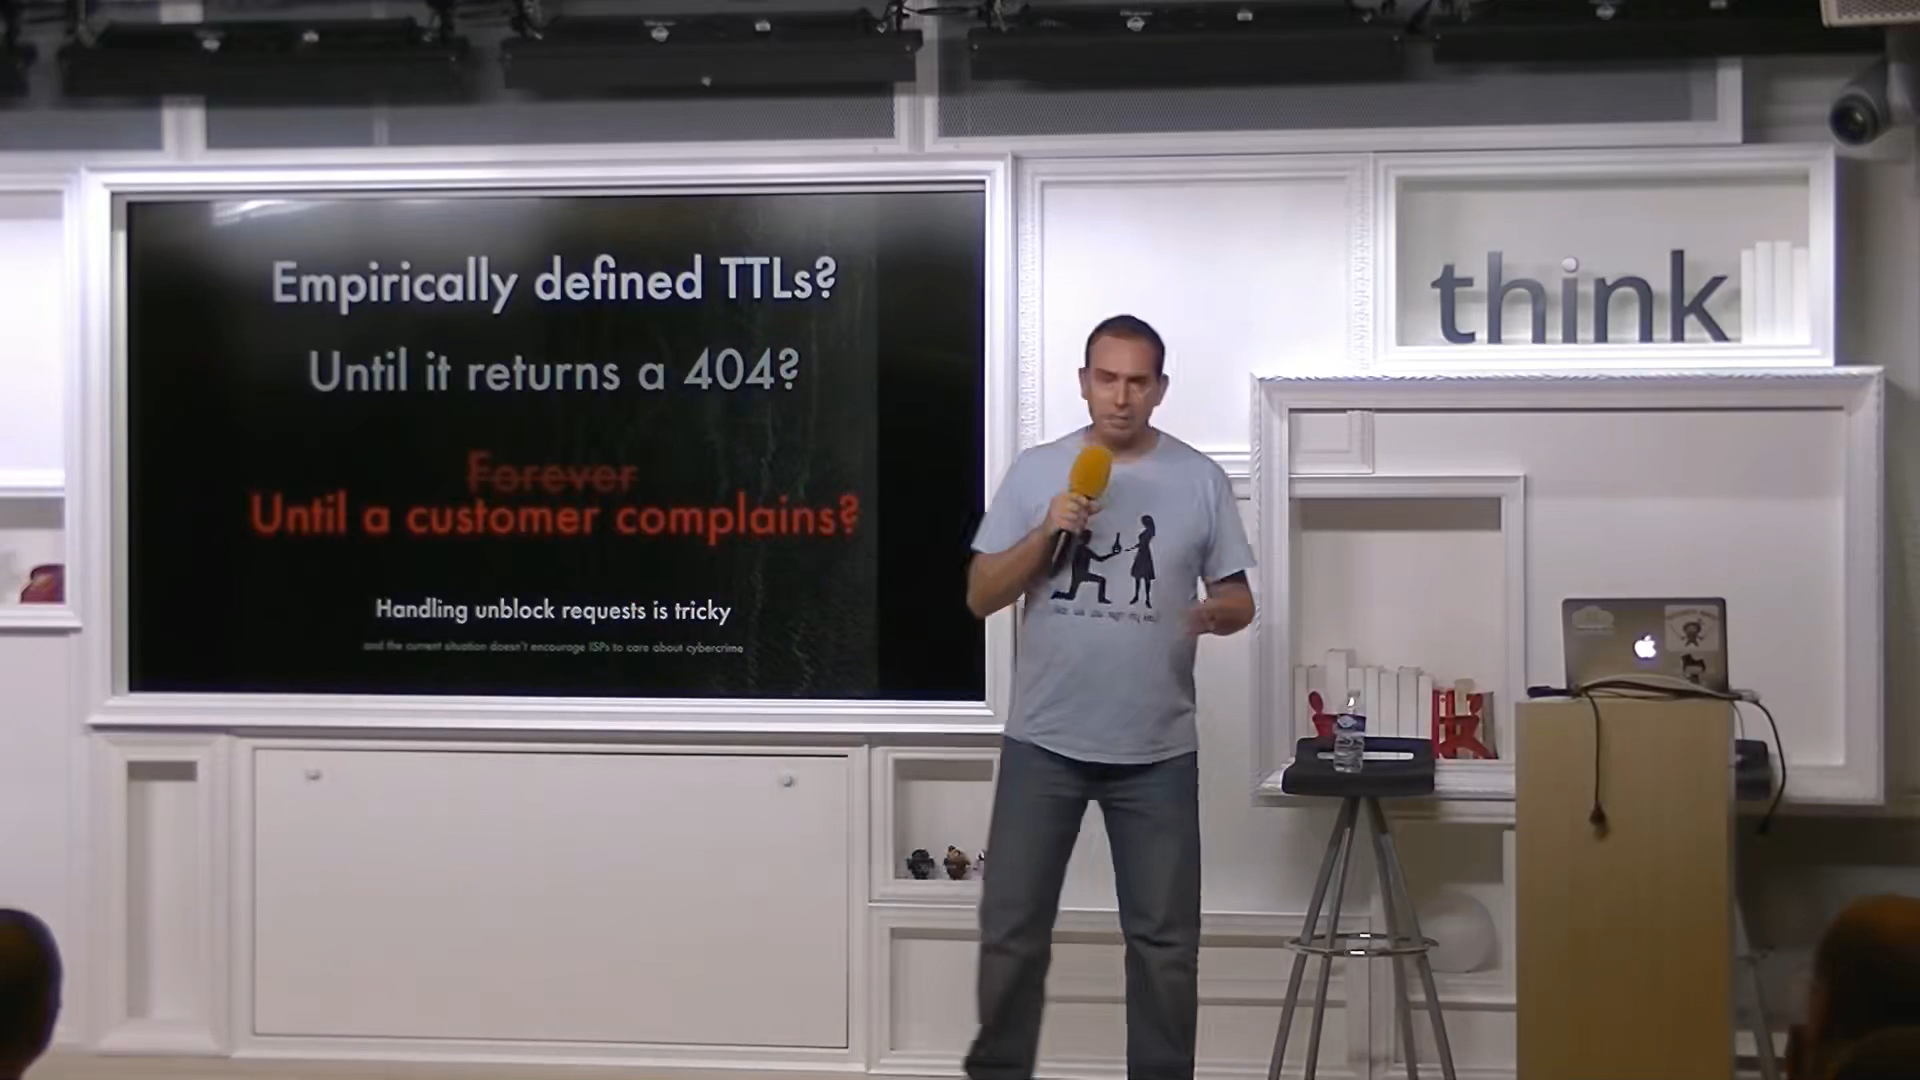 Empirically defined TTLs?
Until it returns a 404?
Forever
Until a customer complains?
Handling unblock requests is tricky
and the current situation doesn't encourage ISPs to care about cybercrime
think